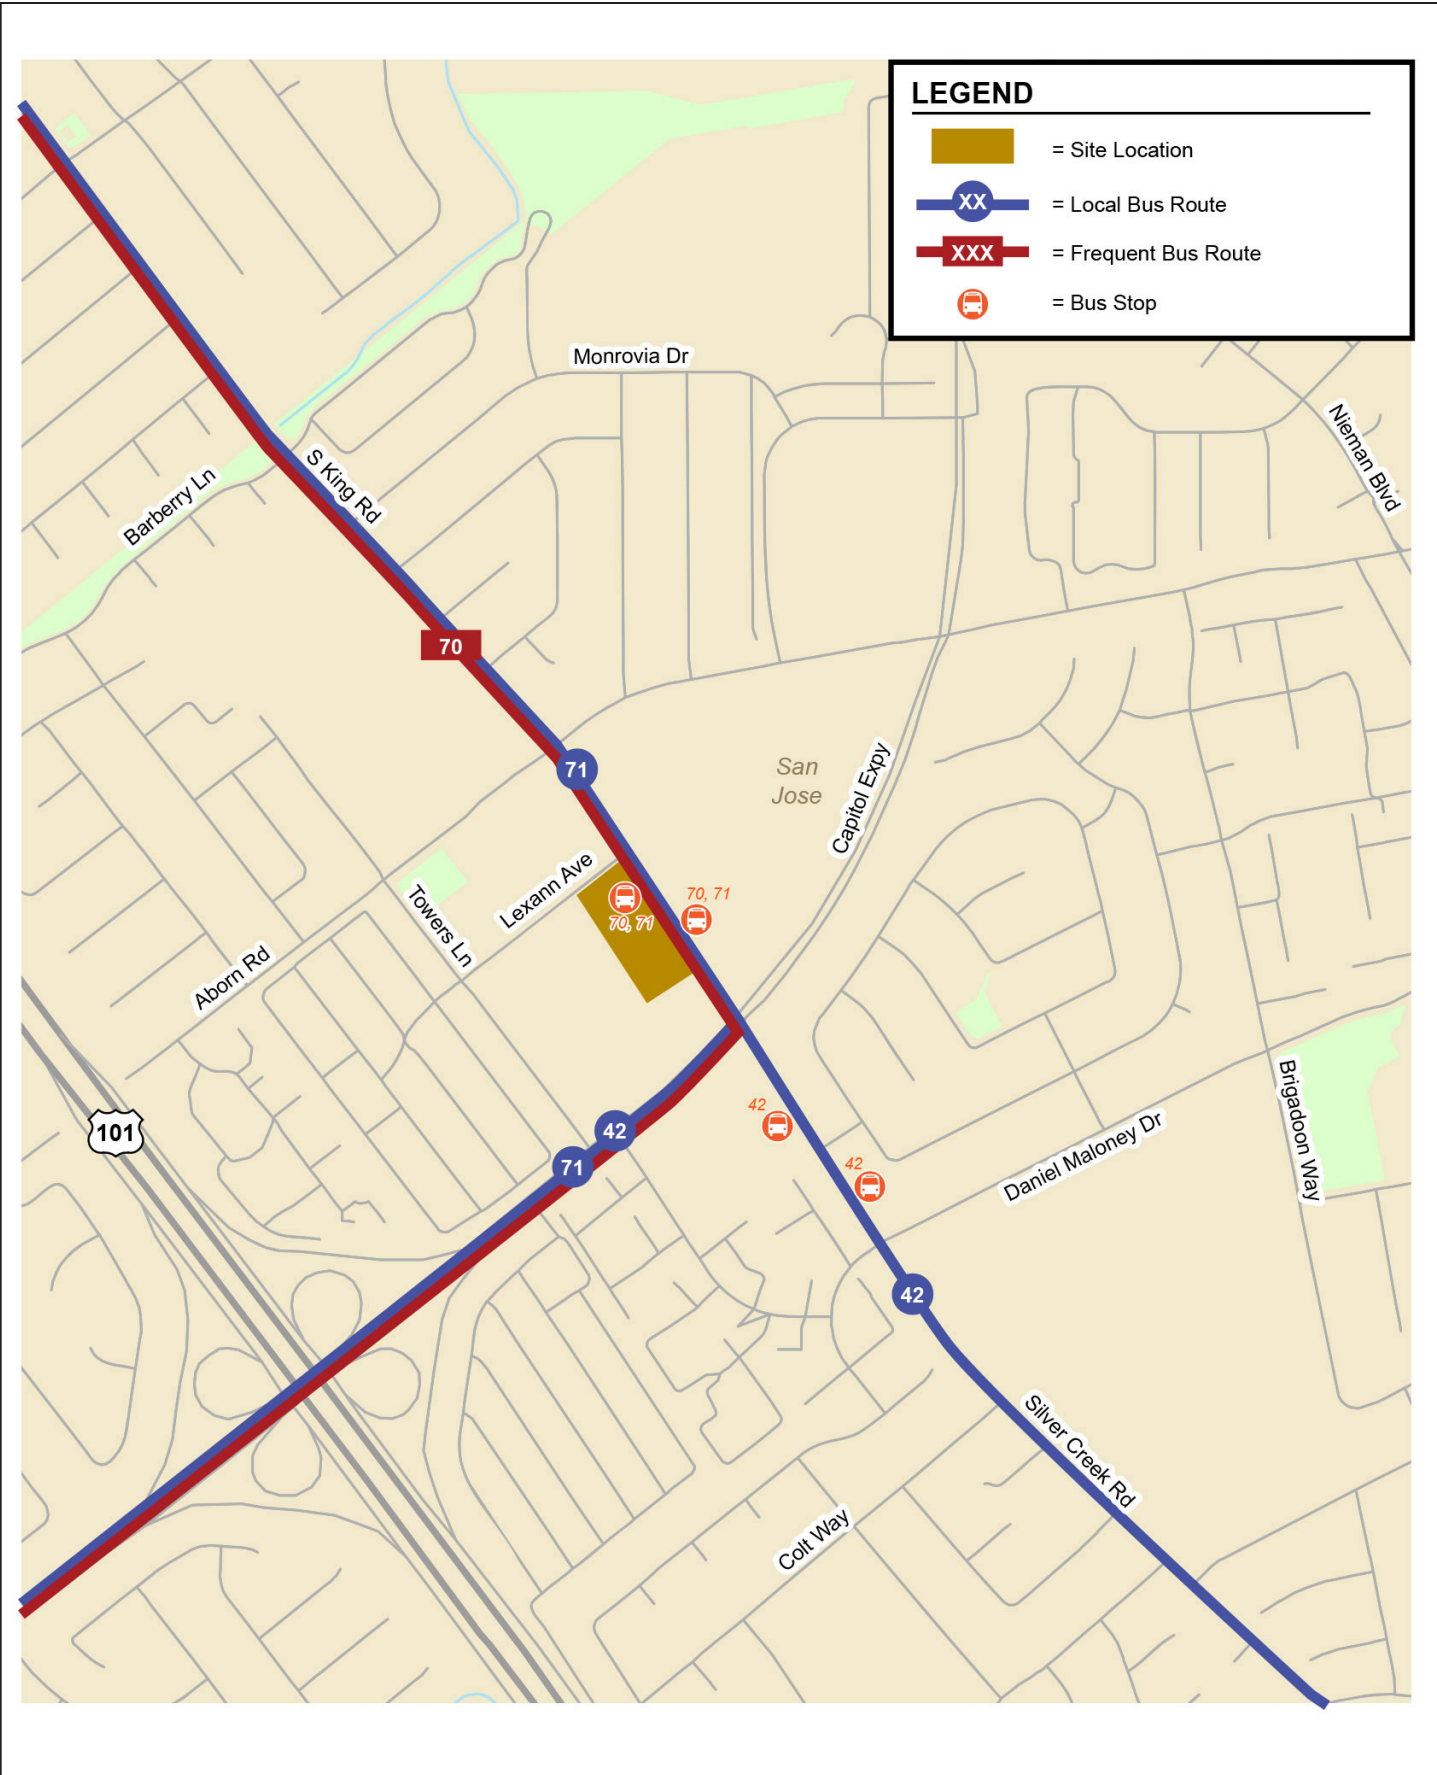 LEGEND
= Site Location
XX
= Local Bus Route
XXX
= Frequent Bus Route
= Bus Stop
Monrovia Dr
Nieman Blvd
S King Rd
Barberry Ln
70
71
San
Jose
Capitol Expy
Lexann Ave
Towers Ln
70, 71
70, 71
Aborn Rd
101
42
42
71
42
Daniel Maloney Dr
Brigadoon Way
42
Silver Creek Rd
Colt Way